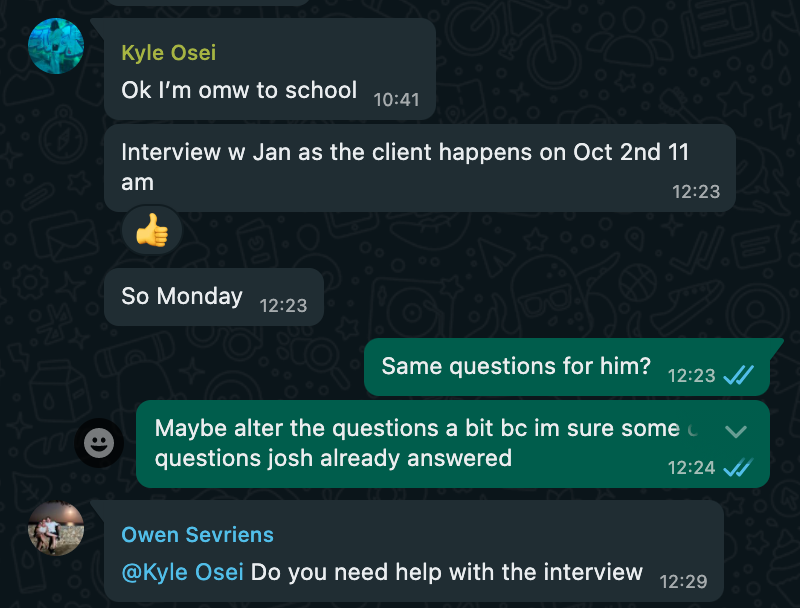 Kyle Osei
Ok I’m omw to school 10:41
Interview w Jan as the client happens on Oct 2nd 11
am 12:23
So Monday 12:23
Same questions for him? 12:23
Maybe alter the questions a bit bc im sure some
questions josh already answered 12:24
Owen Sevriens
@Kyle Osei Do you need help with the interview 12:29